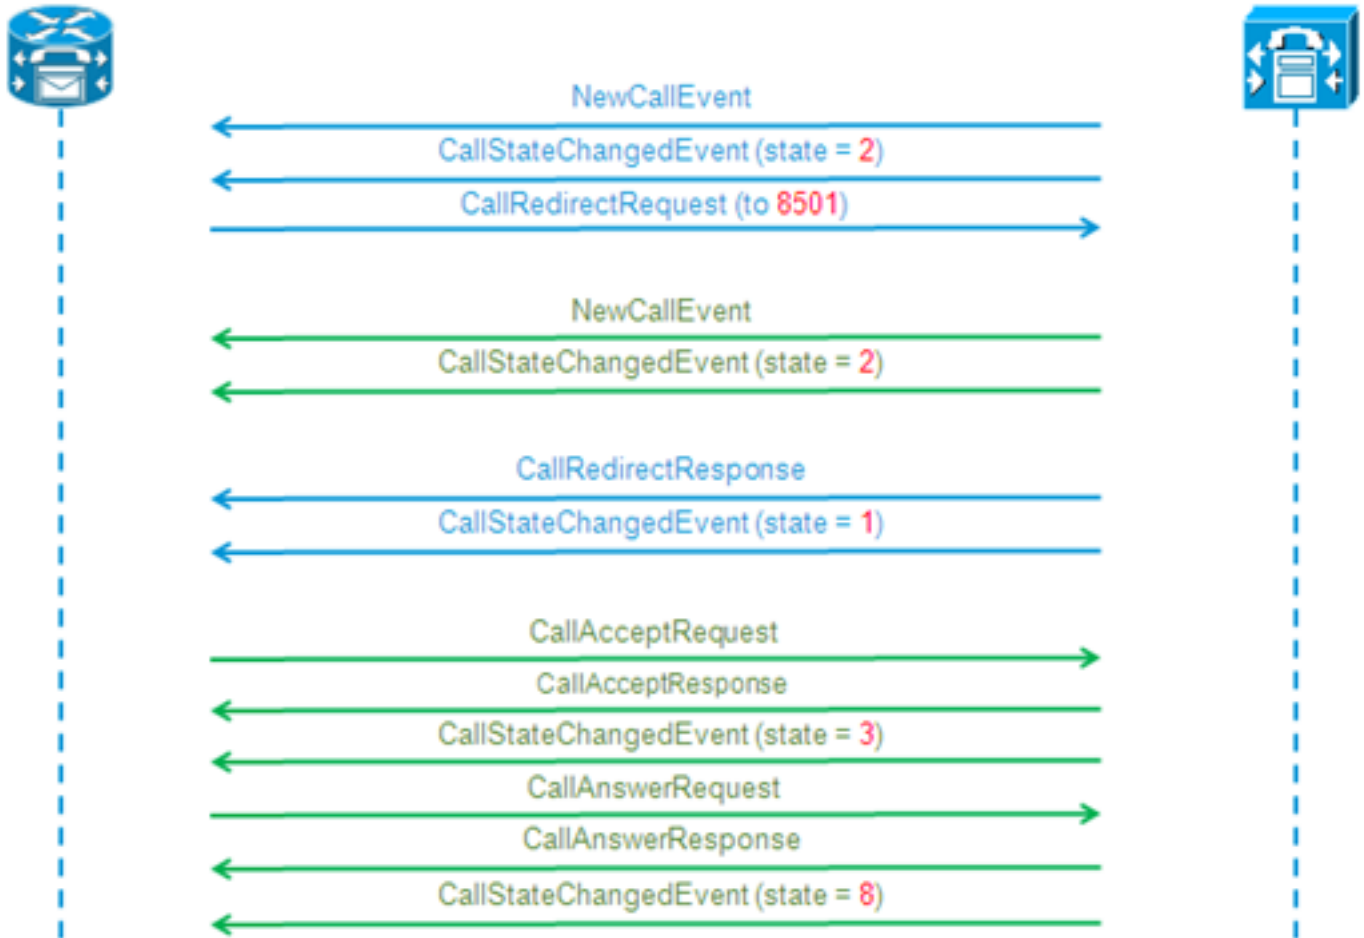 NewCallEvent
CallStateChangedEvent (state = 2)
CallRedirectRequest (to 8501)
NewCallEvent
CallStateChangedEvent (state = 2)
CallRedirectResponse
CallStateChangedEvent (state = 1)
CallAcceptRequest
CallAcceptResponse
CallStateChangedEvent (state = 3)
CallAnswerRequest
CallAnswerResponse
CallStateChangedEvent (state = 8)